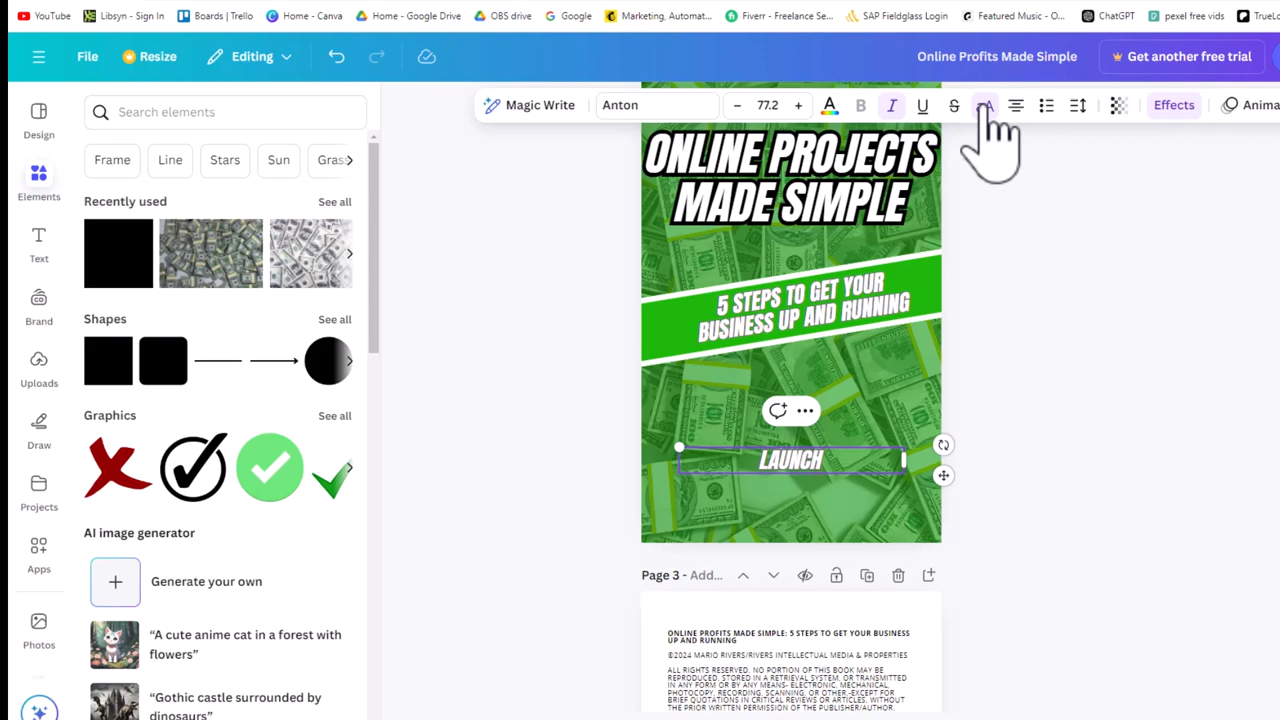 YouTube
Libsyn - Sign In
Boards | Trello
Home - Canva
Home - Google Drive
OBS drive
Google
Marketing, Automat...
Fiverr - Freelance Se...
SAP Fieldglass Login
Featured Music - O...
ChatGPT
pexel free vids
TrueLo
File
Resize
Editing
Online Profits Made Simple
Get another free trial
Magic Write
Anton
– 77.2 +
A
B
I
U
S
Effects
Anima
Search elements
Design
Elements
Text
Brand
Uploads
Draw
Projects
Apps
Photos
Frame
Line
Stars
Sun
Gras
Recently used
See all
Shapes
See all
Graphics
See all
AI image generator
Generate your own
“A cute anime cat in a forest with
flowers”
“Gothic castle surrounded by
dinosaurs”
ONLINE PROJECTS
MADE SIMPLE
5 STEPS TO GET YOUR
BUSINESS UP AND RUNNING
LAUNCH
Page 3 - Add...
ONLINE PROFITS MADE SIMPLE: 5 STEPS TO GET YOUR BUSINESS
UP AND RUNNING
©2024 MARIO RIVERS/RIVERS INTELLECTUAL MEDIA & PROPERTIES
ALL RIGHTS RESERVED. NO PORTION OF THIS BOOK MAY BE
REPRODUCED, STORED IN A RETRIEVAL SYSTEM, OR TRANSMITTED
IN ANY FORM OR BY ANY MEANS- ELECTRONIC, MECHANICAL,
PHOTOCOPY, RECORDING, SCANNING, OR OTHER-EXCEPT FOR
BRIEF QUOTATIONS IN CRITICAL REVIEWS OR ARTICLES, WITHOUT
THE PRIOR WRITTEN PERMISSION OF THE PUBLISHER/AUTHOR.